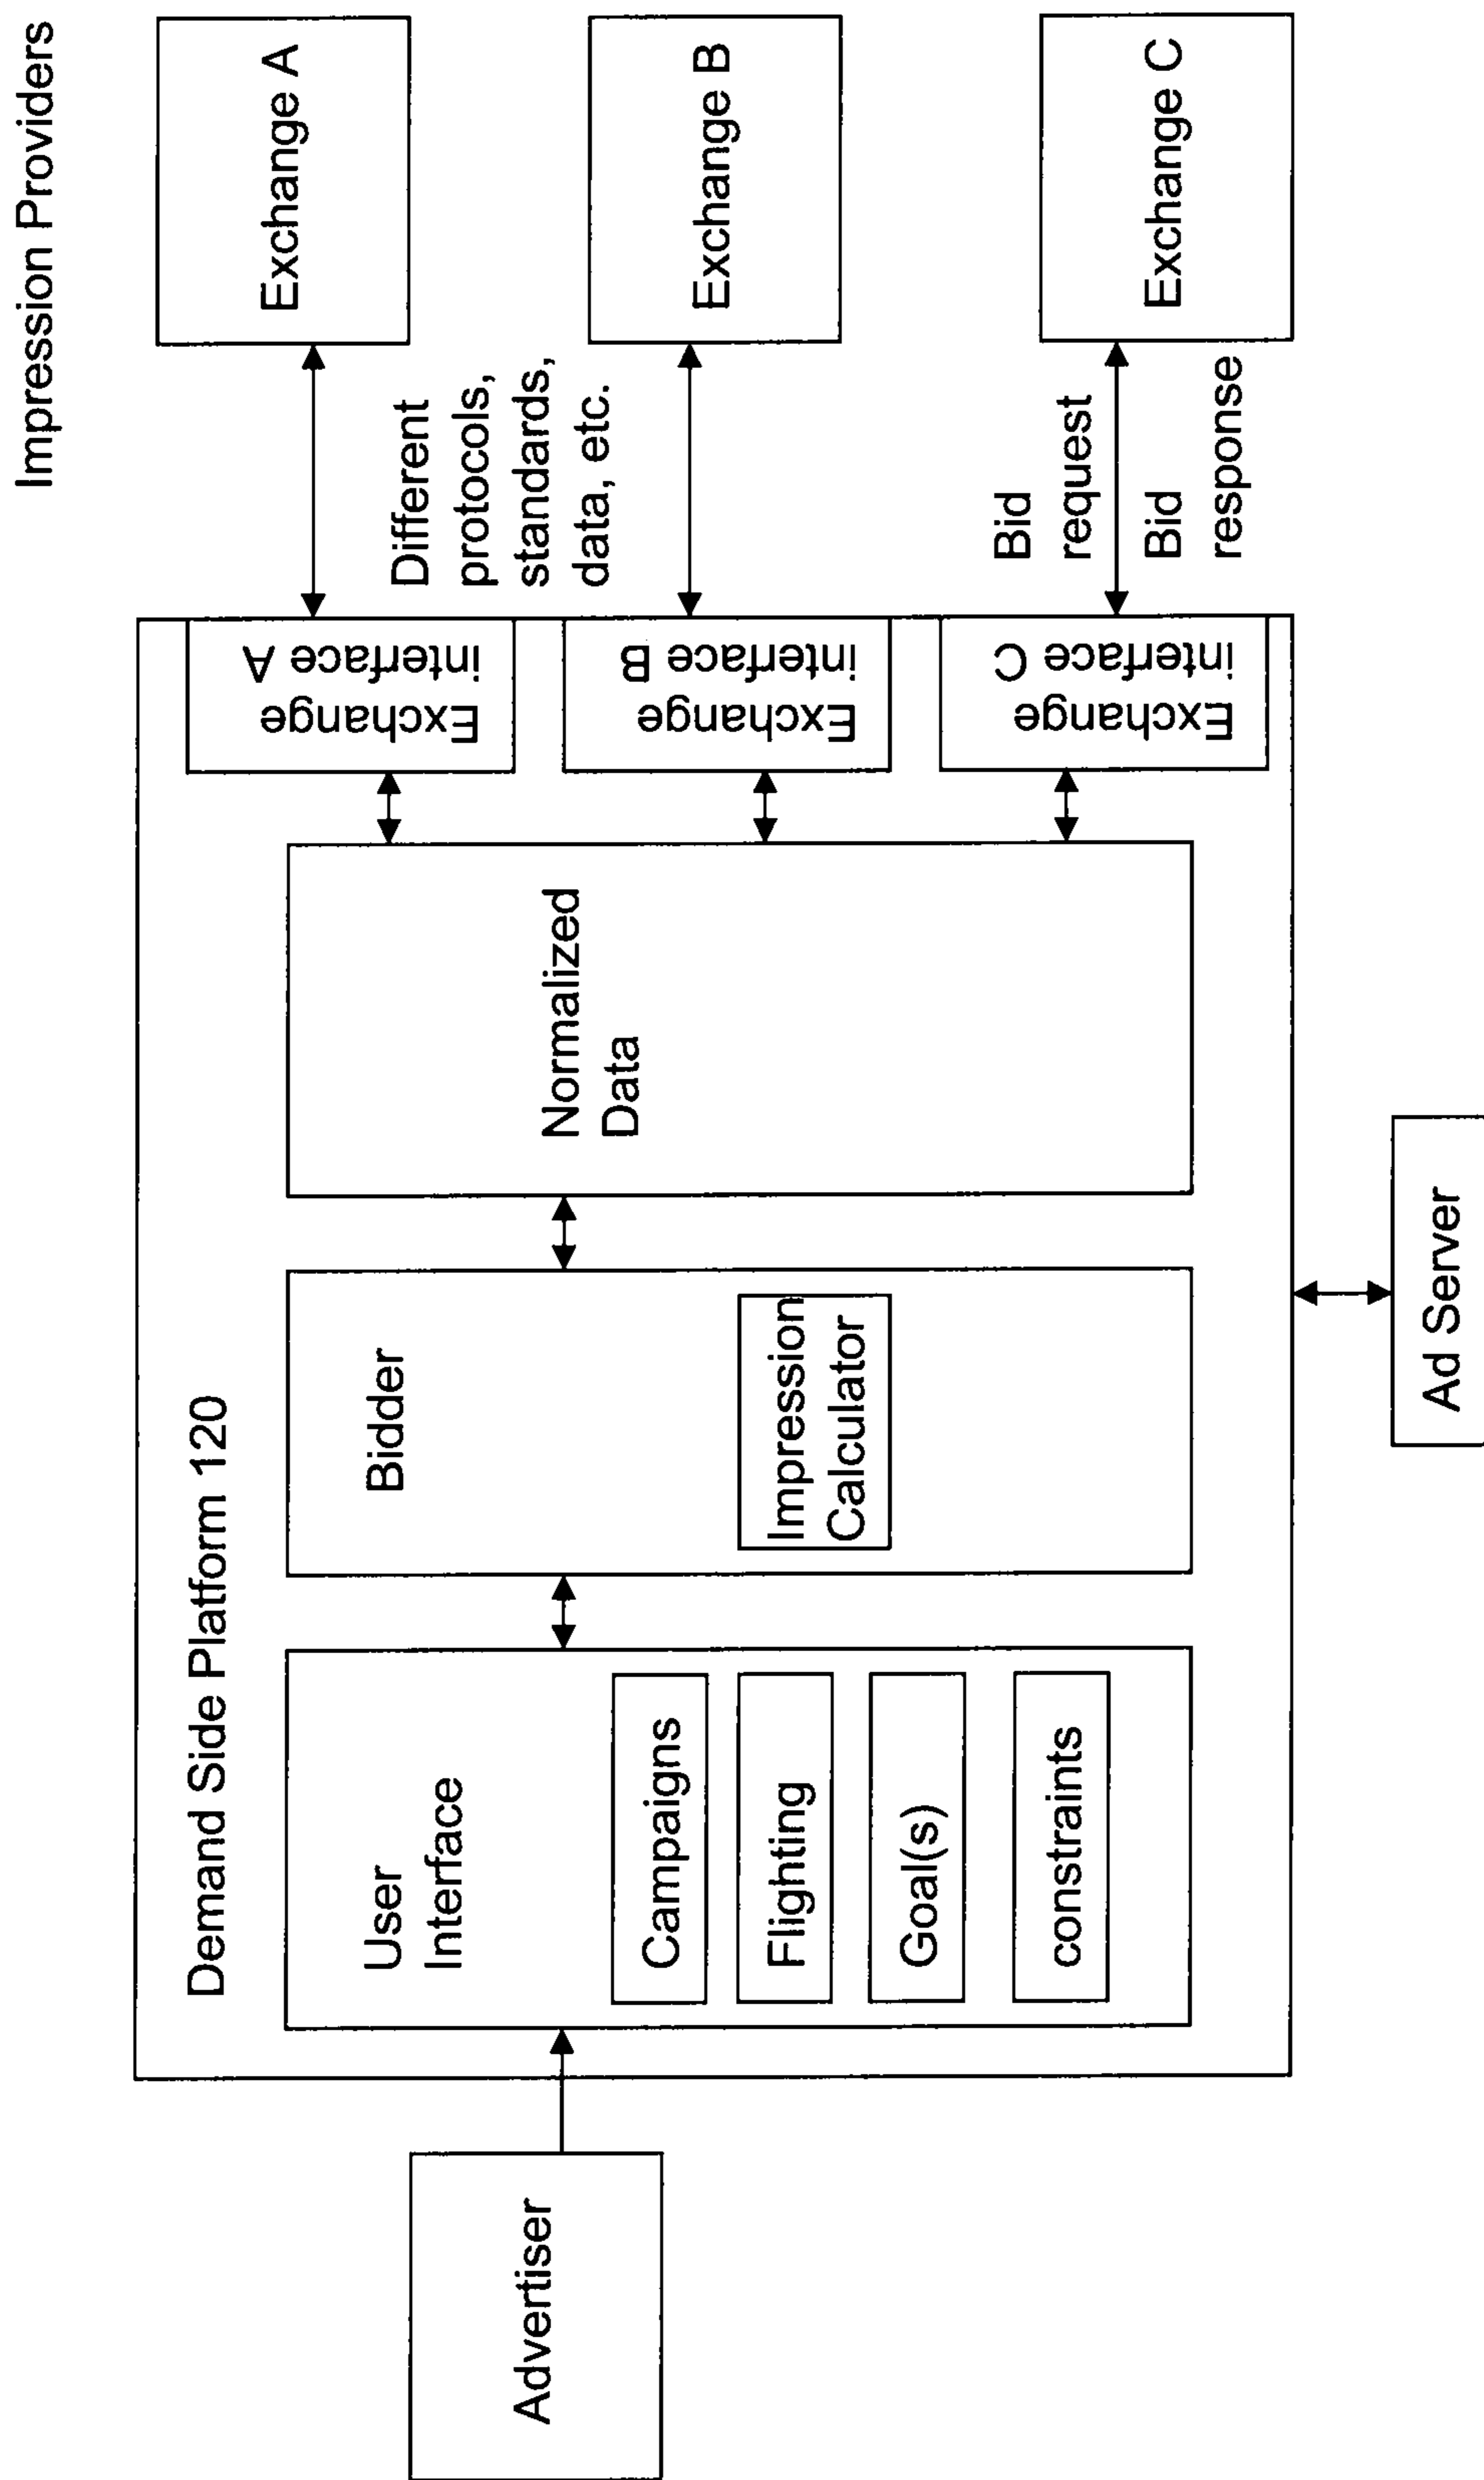 Impression Providers
Demand Side Platform 120
Advertiser
User
Interface
Campaigns
Flighting
Goal(s)
constraints
Bidder
Impression
Calculator
Normalized
Data
Exchange
interface A
Exchange
interface B
Exchange
interface C
Different
protocols,
standards,
data, etc.
Bid
request
Bid
response
Exchange A
Exchange B
Exchange C
Ad Server